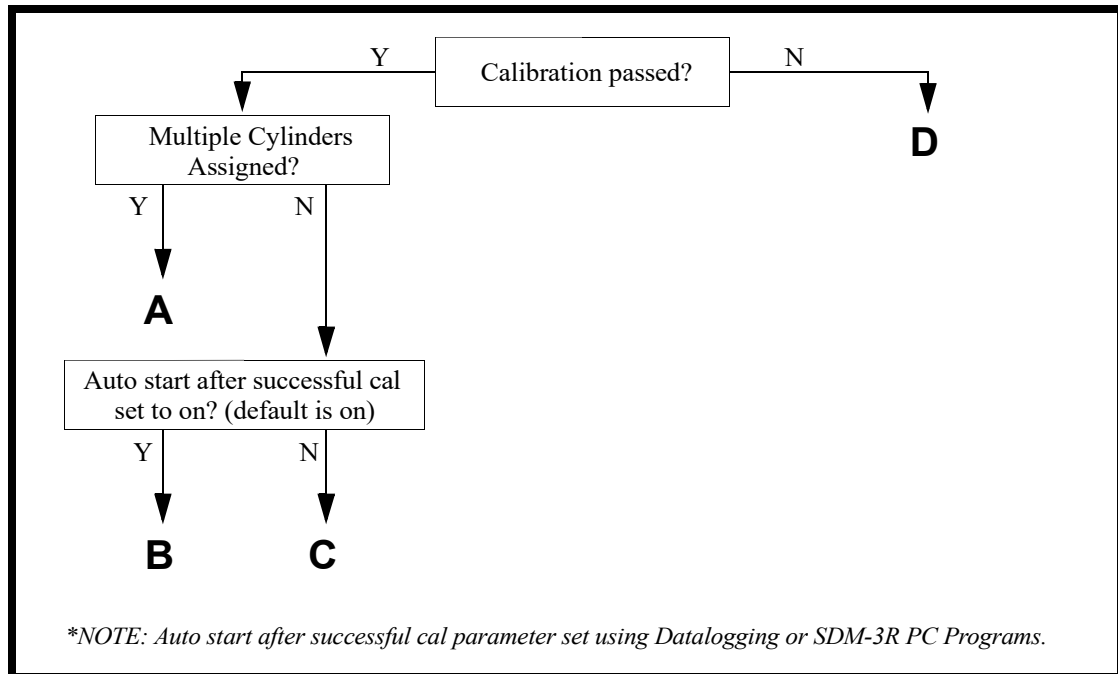 Y
Calibration passed?
N
Multiple Cylinders
Assigned?
D
Y
N
A
Auto start after successful cal
set to on? (default is on)
Y
N
B
C
*NOTE: Auto start after successful cal parameter set using Datalogging or SDM-3R PC Programs.